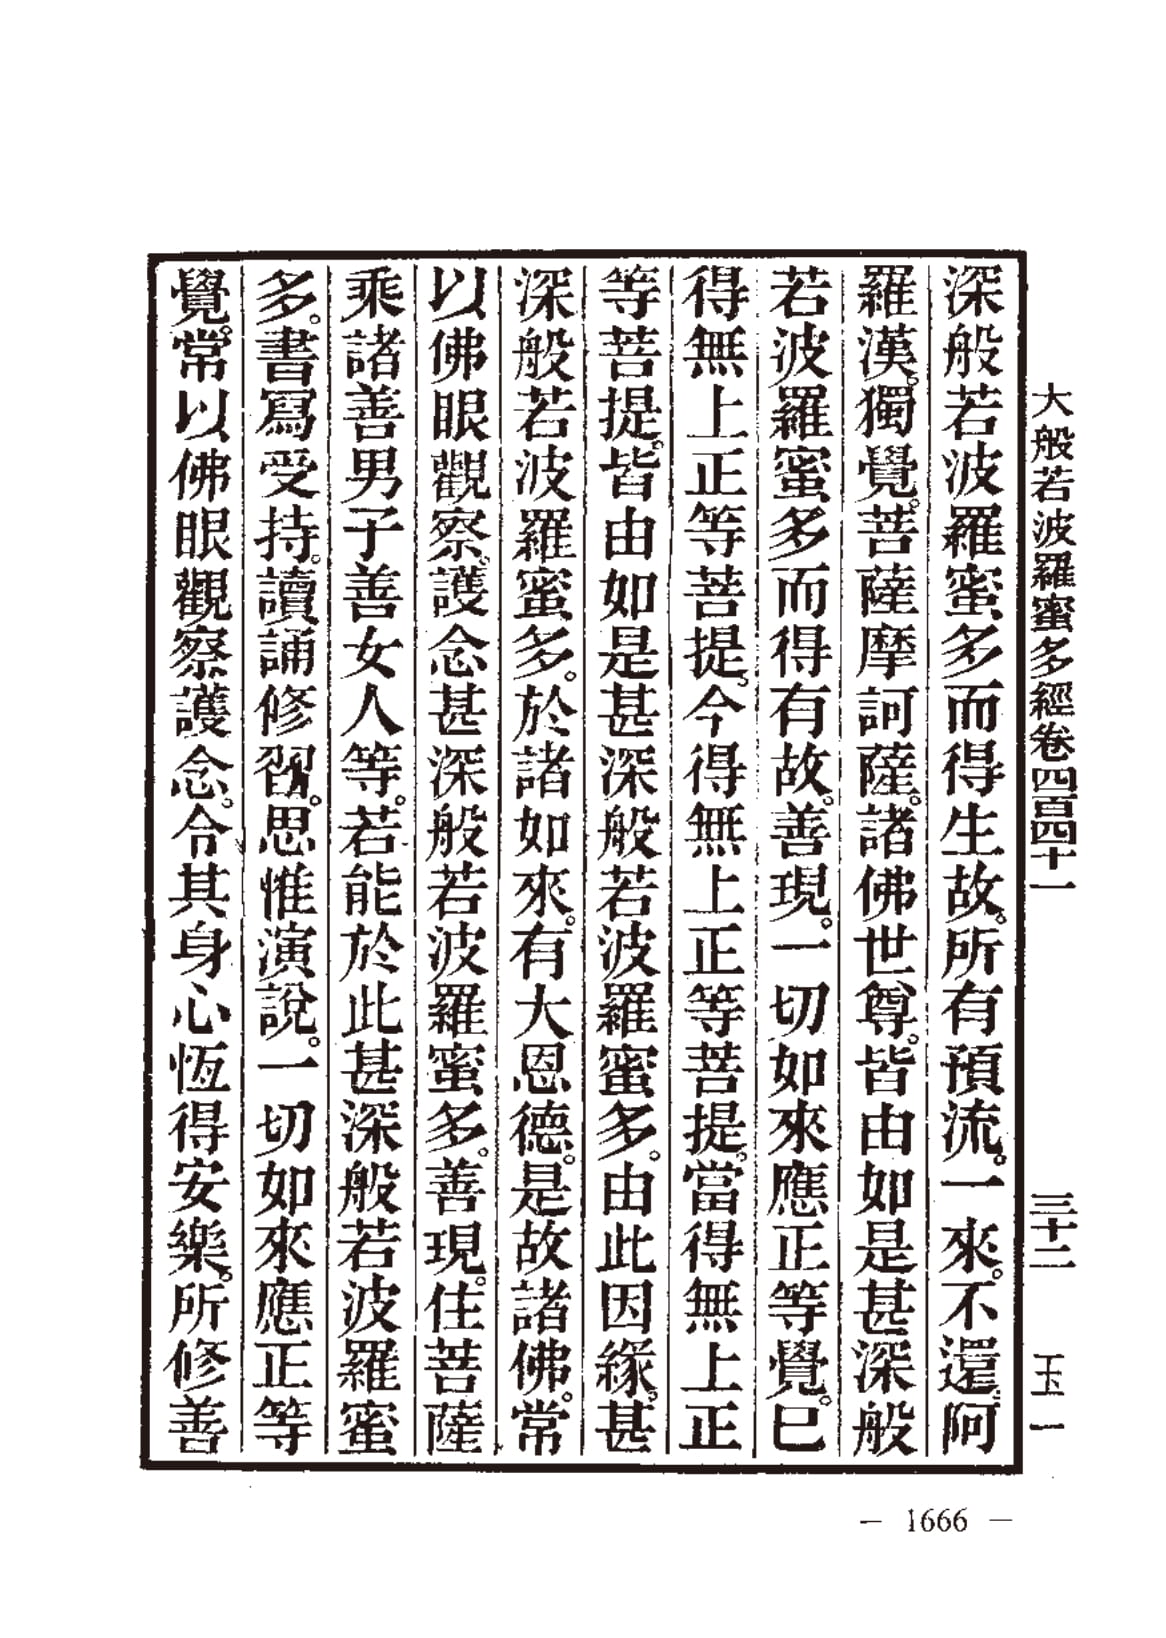 大般若波羅蜜多經卷四百四十一　三十二　玉一
深般若波羅蜜多而得生故。所有預流。一來。不還。阿
羅漢。獨覺。菩薩摩訶薩。諸佛世尊。皆由如是甚深般
若波羅蜜多而得有故。善現。一切如來應正等覺。已
得無上正等菩提。今得無上正等菩提。當得無上正
等菩提。皆由如是甚深般若波羅蜜多。由此因緣。甚
深般若波羅蜜多。於諸如來。有大恩德。是故諸佛。常
以佛眼觀察。護念甚深般若波羅蜜多。善現。住菩薩
乘諸善男子善女人等。若能於此甚深般若波羅蜜
多。書寫受持。讀誦修習。思惟演說。一切如來應正等
覺。常以佛眼觀察護念。令其身心恆得安樂。所修善
— 1666 —